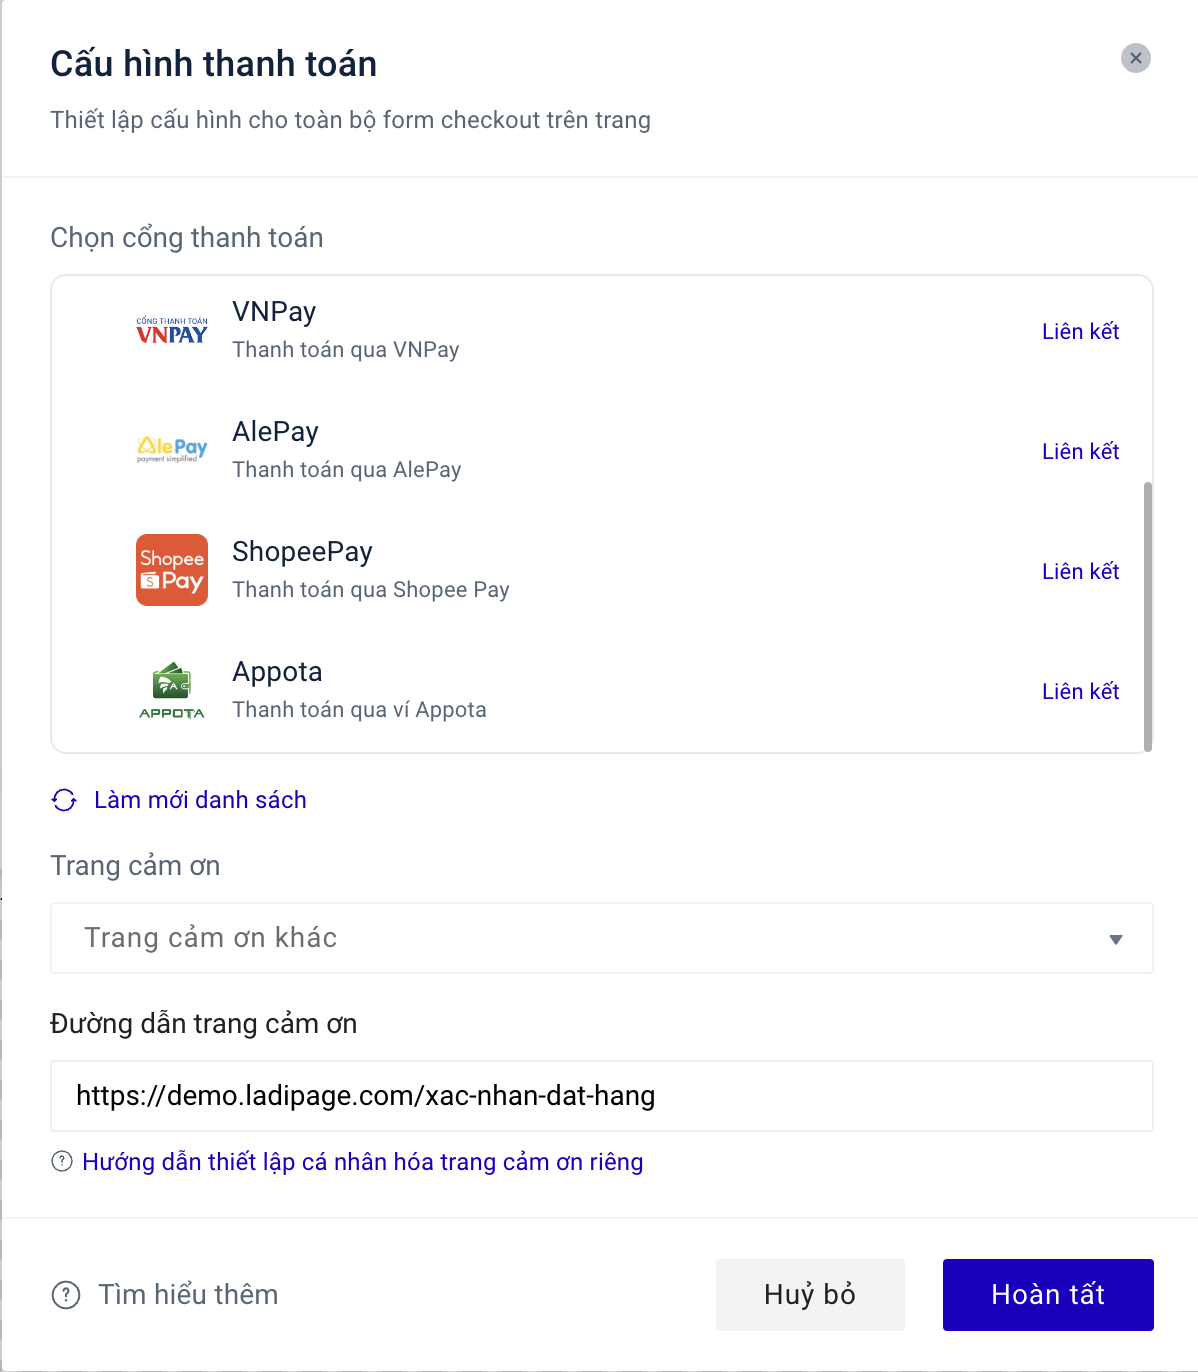 Cấu hình thanh toán
Thiết lập cấu hình cho toàn bộ form checkout trên trang
Chọn cổng thanh toán
CỔNG THANH TOÁN
VNPAY
VNPay
Thanh toán qua VNPay
Liên kết
AlePay
payment simplified
AlePay
Thanh toán qua AlePay
Liên kết
Shopee
Pay
ShopeePay
Thanh toán qua Shopee Pay
Liên kết
APPOTA
Appota
Thanh toán qua ví Appota
Liên kết
Làm mới danh sách
Trang cảm ơn
Trang cảm ơn khác
Đường dẫn trang cảm ơn
https://demo.ladipage.com/xac-nhan-dat-hang
Hướng dẫn thiết lập cá nhân hóa trang cảm ơn riêng
Tìm hiểu thêm
Huỷ bỏ
Hoàn tất